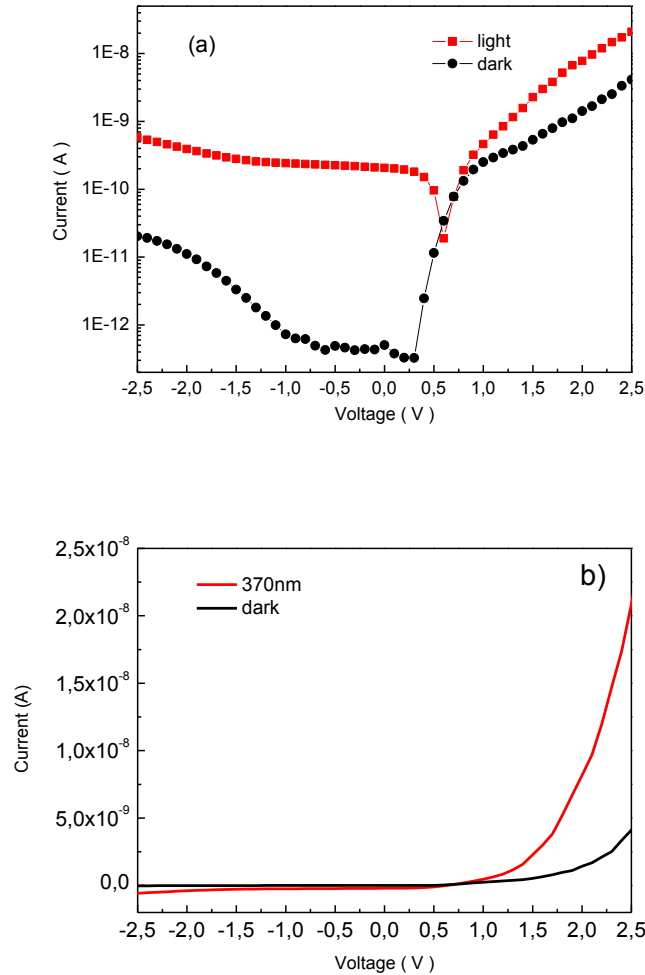 (a)
light
dark
1E-8
1E-9
1E-10
1E-11
1E-12
Current ( A )
-2,5 -2,0 -1,5 -1,0 -0,5 0,0 0,5 1,0 1,5 2,0 2,5
Voltage ( V )
b)
370nm
dark
2,5x10-8
2,0x10-8
1,5x10-8
1,0x10-8
5,0x10-9
0,0
Current (A)
-2,5 -2,0 -1,5 -1,0 -0,5 0,0 0,5 1,0 1,5 2,0 2,5
Voltage ( V )